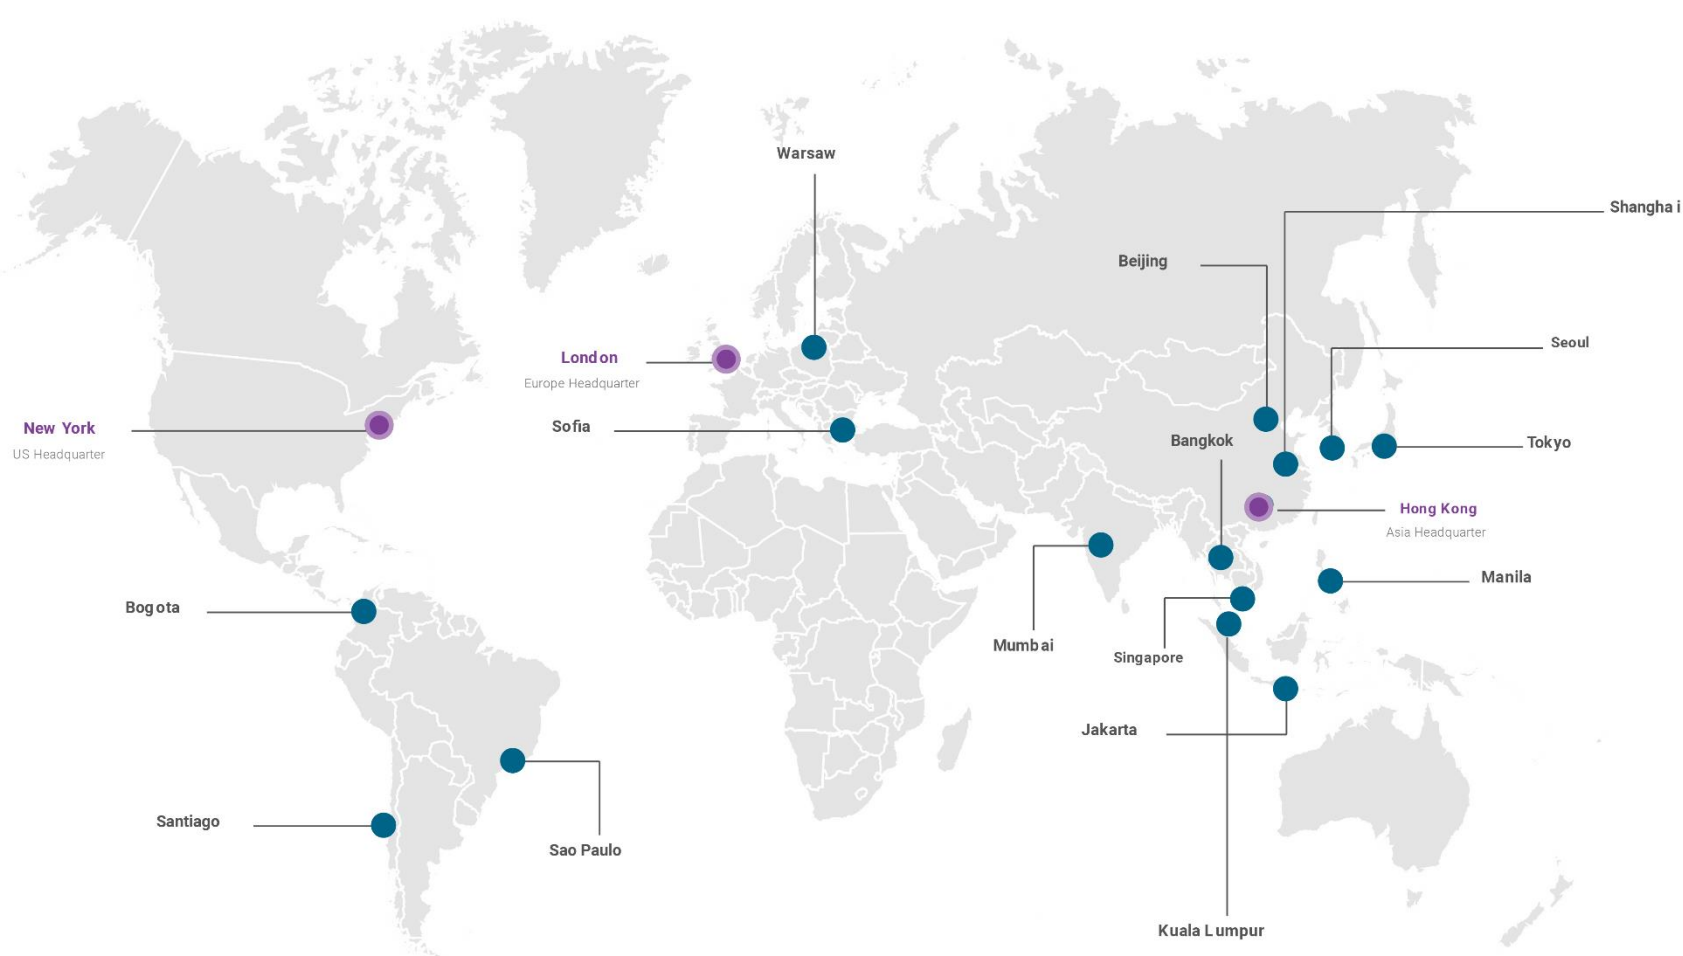 Warsaw
Shanghai
Beijing
Seoul
London
Europe Headquarter
New York
US Headquarter
Sofia
Bangkok
Tokyo
Hong Kong
Asia Headquarter
Manila
Bogota
Mumbai
Singapore
Jakarta
Santiago
Sao Paulo
Kuala Lumpur